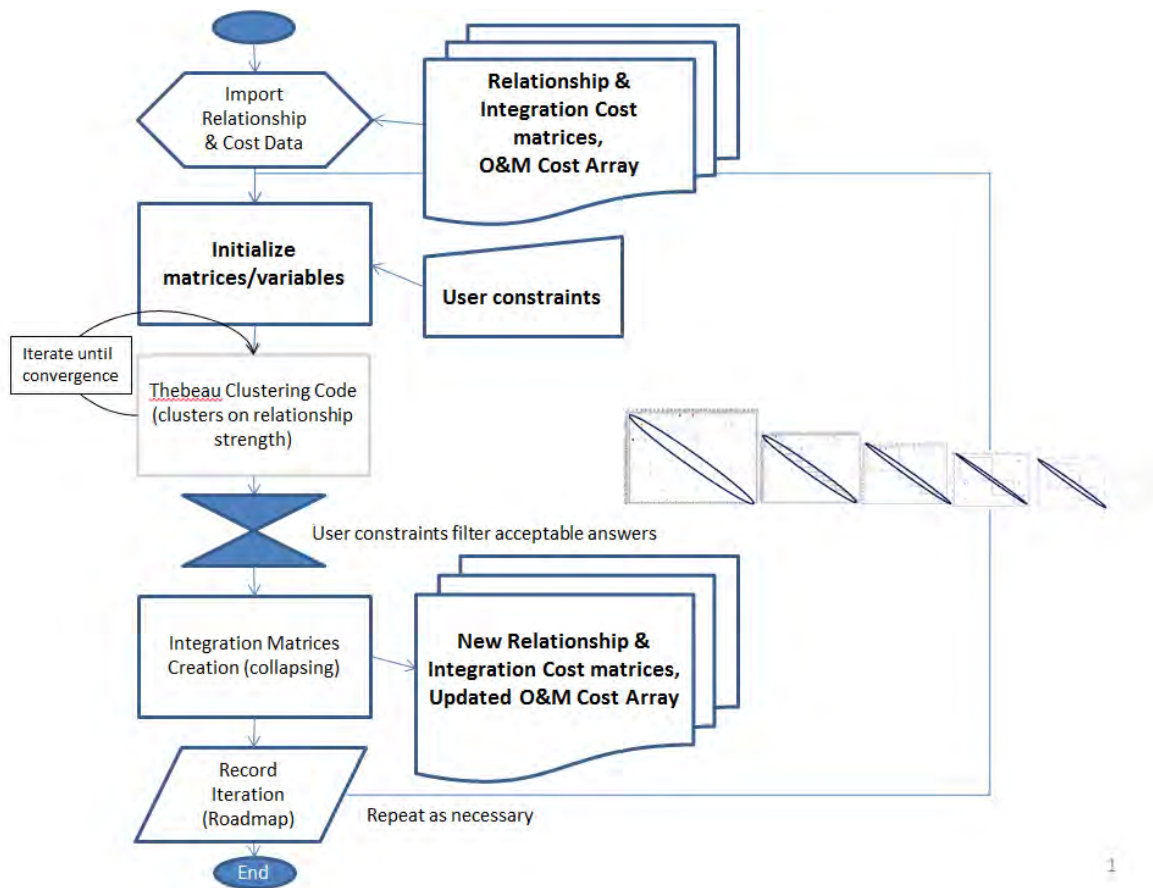 Import
Relationship
& Cost Data
Relationship &
Integration Cost
matrices,
O&M Cost Array
Initialize
matrices/variables
User constraints
Iterate until
convergence
Thebeau Clustering Code
(clusters on relationship
strength)
User constraints filter acceptable answers
Integration Matrices
Creation (collapsing)
New Relationship &
Integration Cost matrices,
Updated O&M Cost Array
Record
Iteration
(Roadmap)
Repeat as necessary
End
1